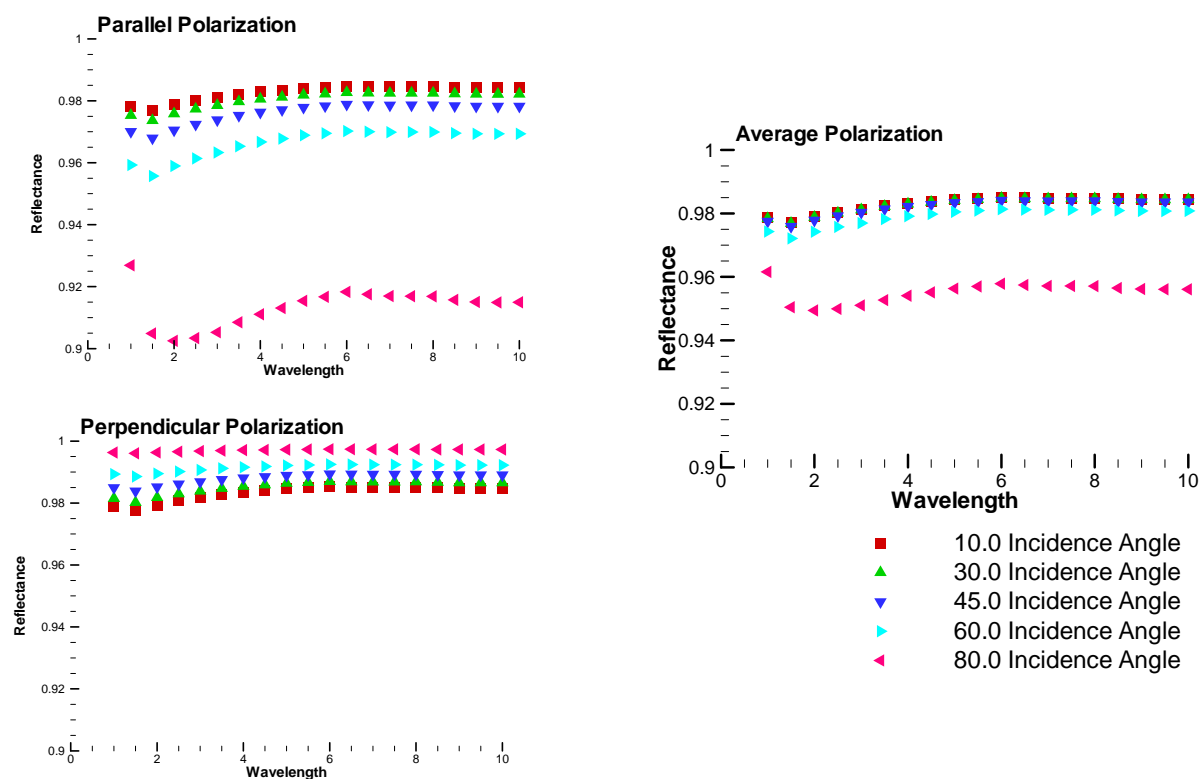 Parallel Polarization
1
0.98
0.96
0.94
0.92
0.9
Reflectance
0 2 4 6 8 10
Wavelength
Perpendicular Polarization
1
0.98
0.96
0.94
0.92
0.9
Reflectance
0 2 4 6 8 10
Wavelength
Average Polarization
1
0.98
0.96
0.94
0.92
0.9
Reflectance
0 2 4 6 8 10
Wavelength
10.0 Incidence Angle
30.0 Incidence Angle
45.0 Incidence Angle
60.0 Incidence Angle
80.0 Incidence Angle